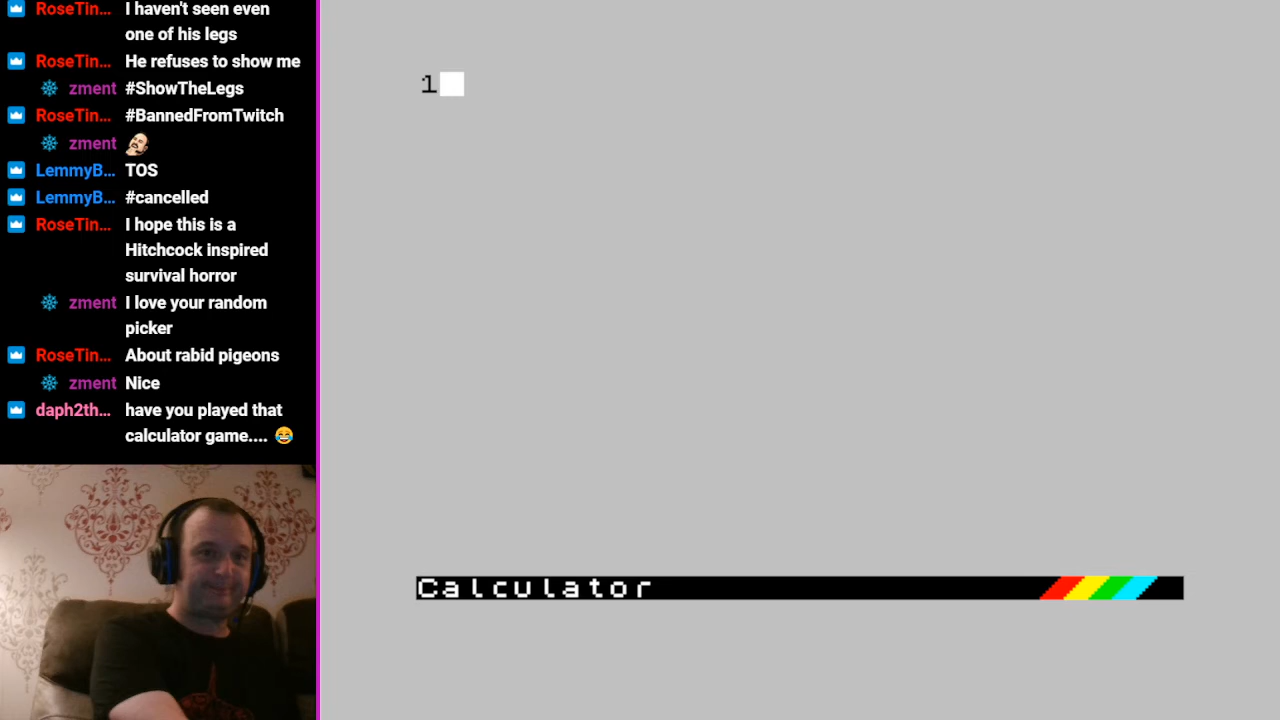 RoseTin... I haven't seen even
one of his legs
RoseTin... He refuses to show me
zment #ShowTheLegs
RoseTin... #BannedFromTwitch
zment
LemmyB... TOS
LemmyB... #cancelled
RoseTin... I hope this is a
Hitchcock inspired
survival horror
zment I love your random
picker
RoseTin... About rabid pigeons
zment Nice
daph2th... have you played that
calculator game.... 😂
1
Calculator